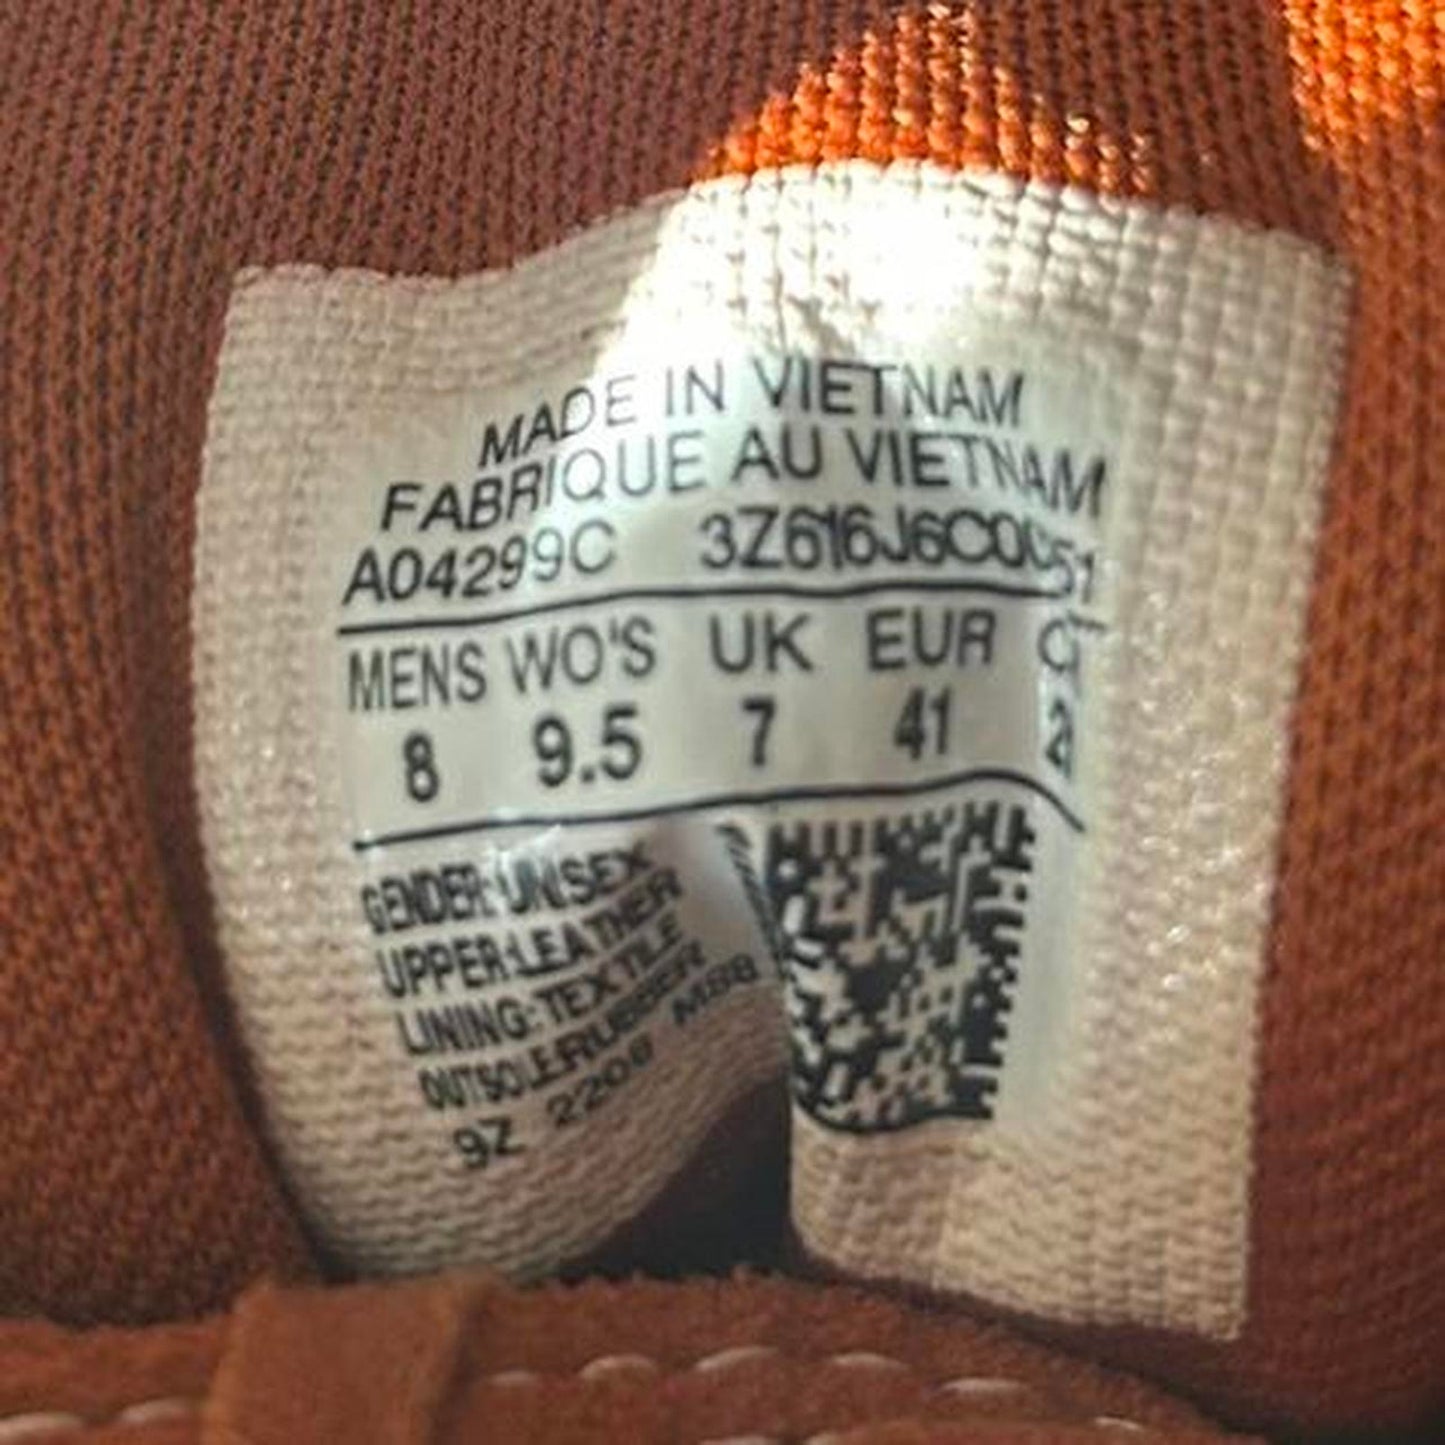 MADE IN VIETNAM
FABRIQUE AU VIETNAM
A04299C
MENS WO'S UK EUR
8 9.5 7 41
GENDER: UNISEX
UPPER:LEATHER
LINING: TEXTILE
OUTSOLE:RUBBER
9Z